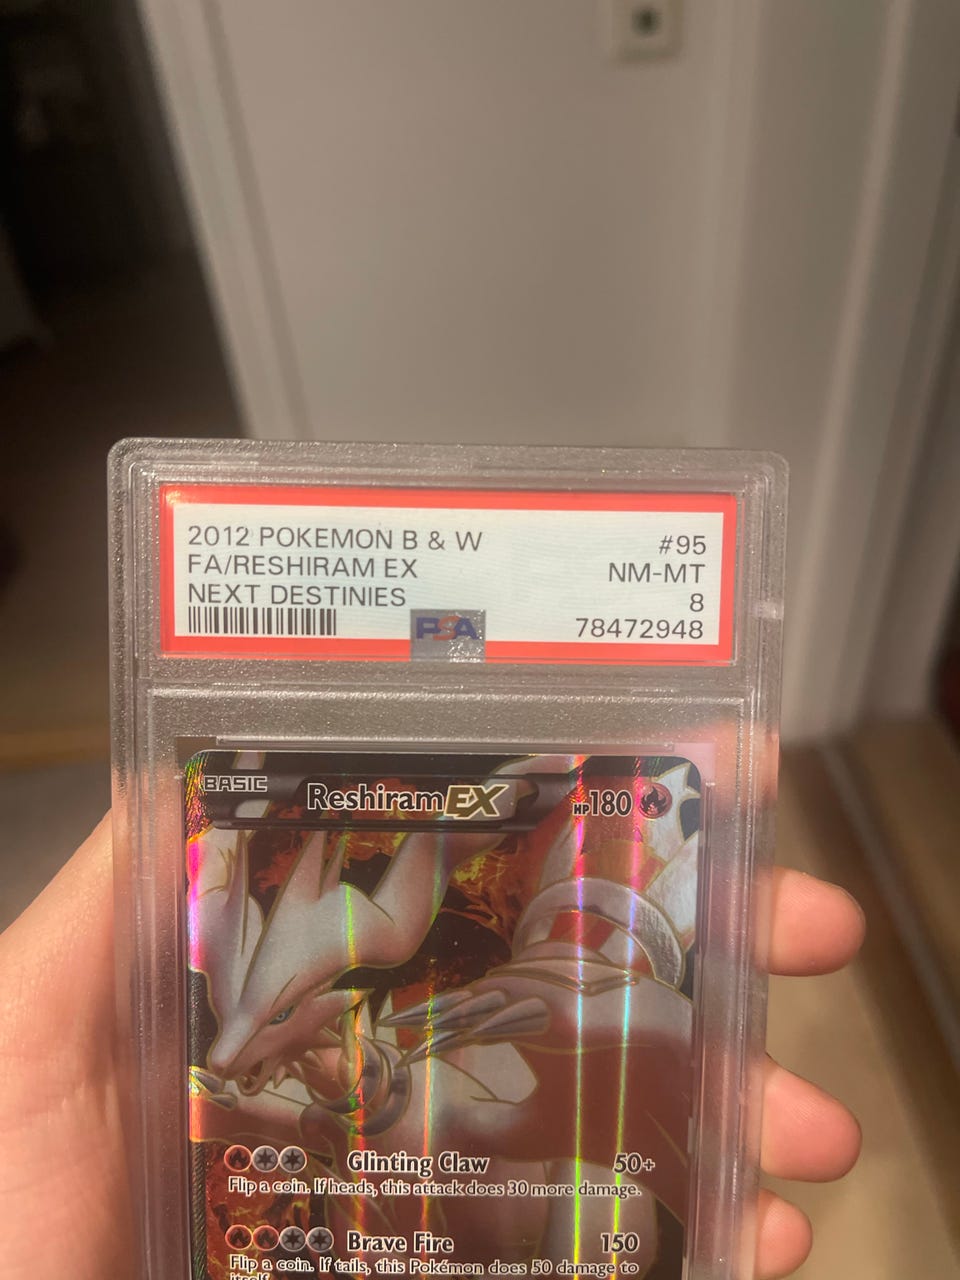 2012 POKEMON B & W #95
FA/RESHIRAM EX NM-MT
NEXT DESTINIES 8
PSA 78472948
BASIC ReshiramEX HP180
Glinting Claw 50+
Flip a coin. If heads, this attack does 30 more damage.
Brave Fire 150
Flip a coin. If tails, this Pokémon does 50 damage to
itself.